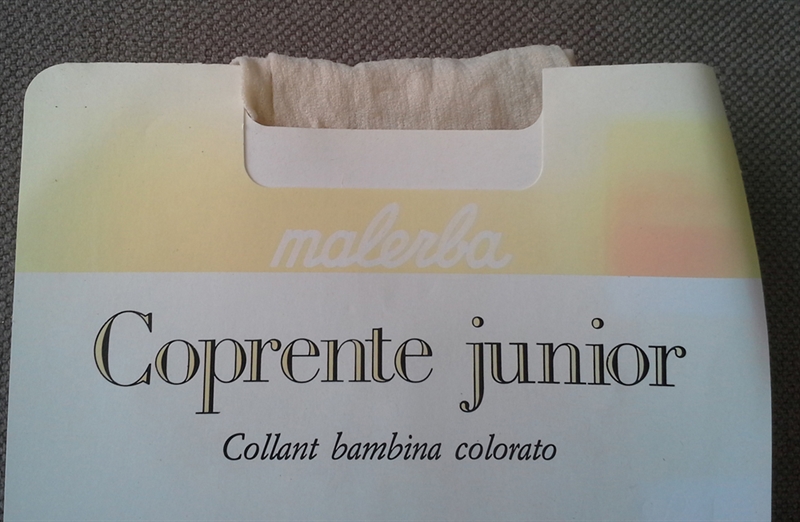 malerba
Coprente junior
Collant bambina colorato